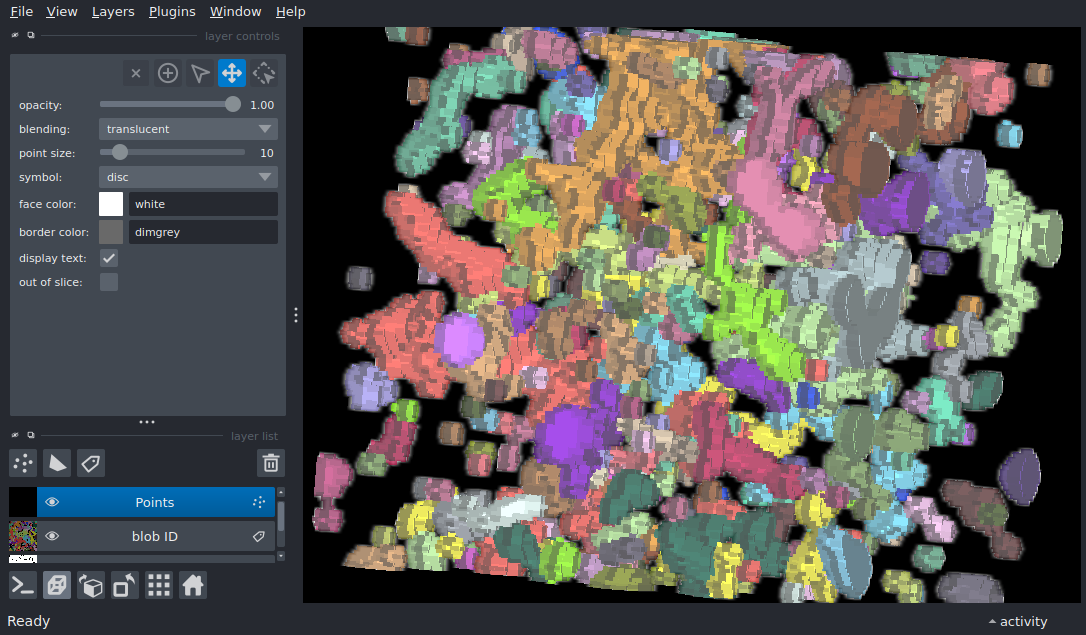 File View Layers Plugins Window Help
layer controls
opacity: 1.00
blending: translucent
point size: 10
symbol: disc
face color: white
border color: dimgrey
display text:
out of slice:
layer list
Points
blob ID
Ready
activity